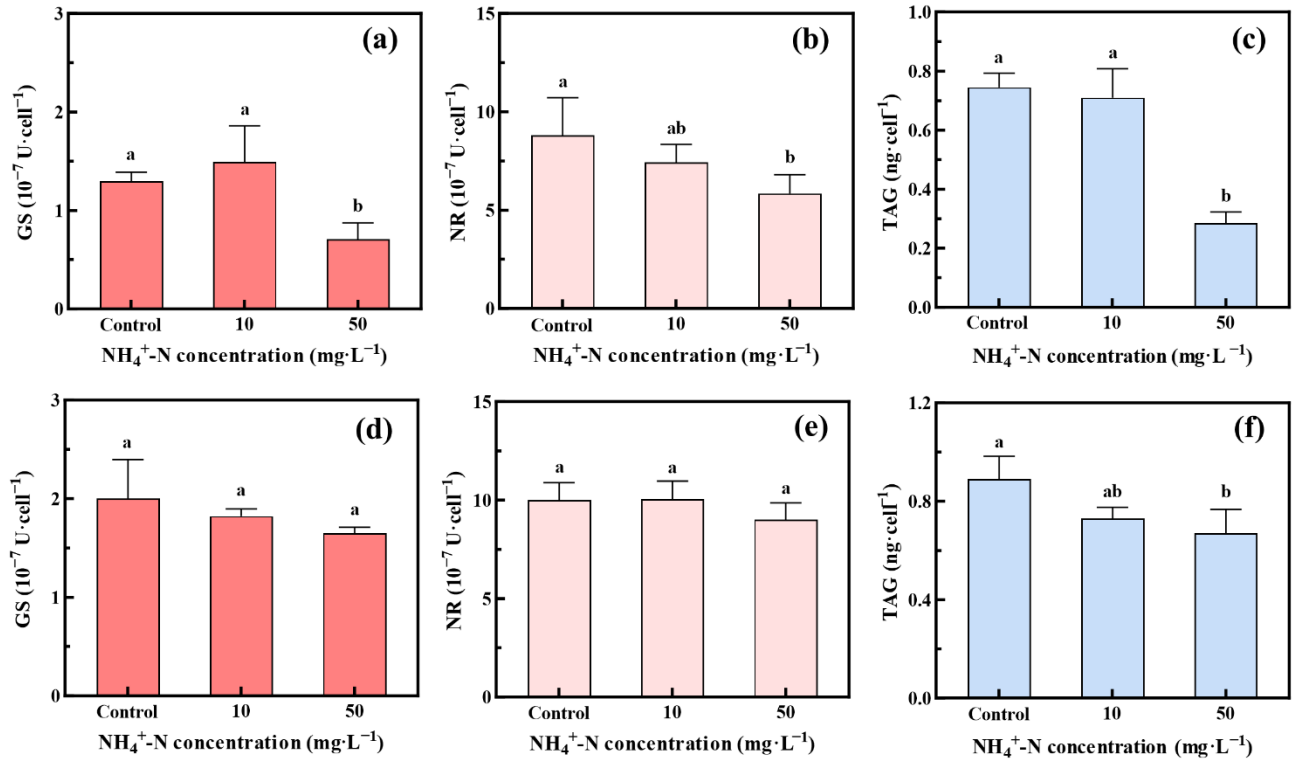 (a)
GS (10⁻⁷ U·cell⁻¹)
3
2
1
0
a
a
b
Control 10 50
NH₄⁺-N concentration (mg·L⁻¹)
(b)
NR (10⁻⁷ U·cell⁻¹)
15
10
5
0
a
ab
b
Control 10 50
NH₄⁺-N concentration (mg·L⁻¹)
(c)
TAG (ng·cell⁻¹)
1.0
0.8
0.6
0.4
0.2
0.0
a
a
b
Control 10 50
NH₄⁺-N concentration (mg·L⁻¹)
(d)
GS (10⁻⁷ U·cell⁻¹)
3
2
1
0
a
a
a
Control 10 50
NH₄⁺-N concentration (mg·L⁻¹)
(e)
NR (10⁻⁷ U·cell⁻¹)
15
10
5
0
a
a
a
Control 10 50
NH₄⁺-N concentration (mg·L⁻¹)
(f)
TAG (ng·cell⁻¹)
1.2
0.8
0.4
0.0
a
ab
b
Control 10 50
NH₄⁺-N concentration (mg·L⁻¹)